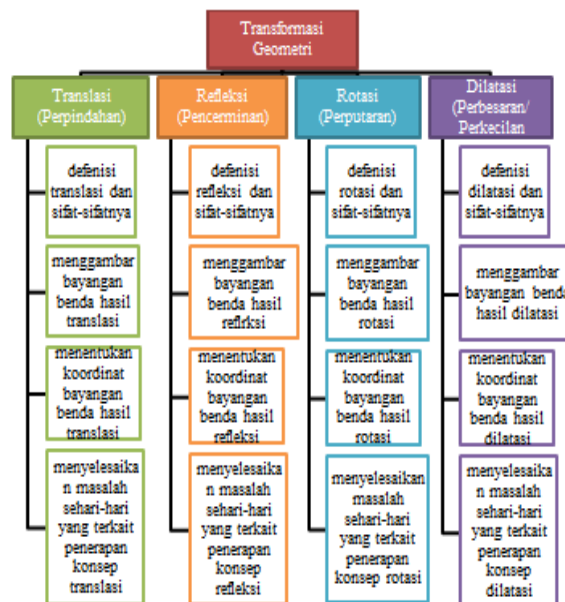 Transformasi
Geometri
Translasi
(Perpindahan)
defenisi
translasi dan
sifat-sifatnya
menggambar
bayangan
benda hasil
translasi
menentukan
koordinat
bayangan
benda hasil
translasi
menyelesaika
n masalah
sehari-hari
yang terkait
penerapan
konsep
translasi
Refleksi
(Pencerminan)
defenisi
refleksi dan
sifat-sifatnya
menggambar
bayangan
benda hasil
reflrksi
menentukan
koordinat
bayangan
benda hasil
refleksi
menyelesaika
n masalah
sehari-hari
yang terkait
penerapan
konsep
refleksi
Rotasi
(Perputaran)
defenisi
rotasi dan
sifat-sifatnya
menggambar
bayangan
benda hasil
rotasi
menentukan
koordinat
bayangan
benda hasil
rotasi
menyelesaikan
masalah
sehari-hari
yang terkait
penerapan
konsep rotasi
Dilatasi
(Perbesaran/
Perkecilan
defenisi
dilatasi dan
sifat-sifatnya
menggambar
bayangan benda
hasil dilatasi
menentukan
koordinat
bayangan
benda hasil
dilatasi
menyelesaika
n masalah
sehari-hari
yang terkait
penerapan
konsep
dilatasi